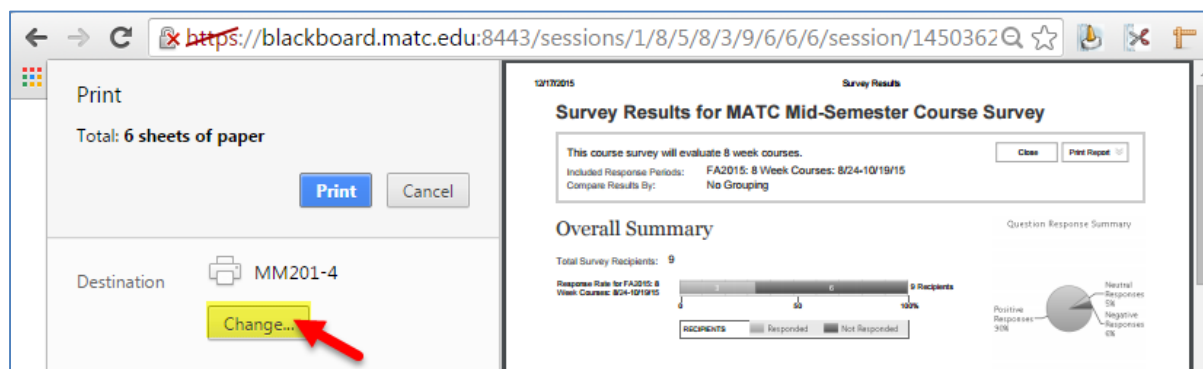 https://blackboard.matc.edu:8443/sessions/1/8/5/8/3/9/6/6/6/session/1450362
Print
Total: 6 sheets of paper
Print
Cancel
Destination
MM201-4
Change...
12/17/2015
Survey Results
Survey Results for MATC Mid-Semester Course Survey
This course survey will evaluate 8 week courses.
Close
Print Report
Included Response Periods: FA2015: 8 Week Courses: 8/24-10/19/15
Compare Results By: No Grouping
Overall Summary
Question Response Summary
Total Survey Recipients: 9
Response Rate for FA2015: 8
Week Courses: 8/24-10/19/15
3
6
9 Recipients
0
50
100%
RECIPIENTS
Responded
Not Responded
Positive
Responses
90%
Neutral
Responses
5%
Negative
Responses
6%